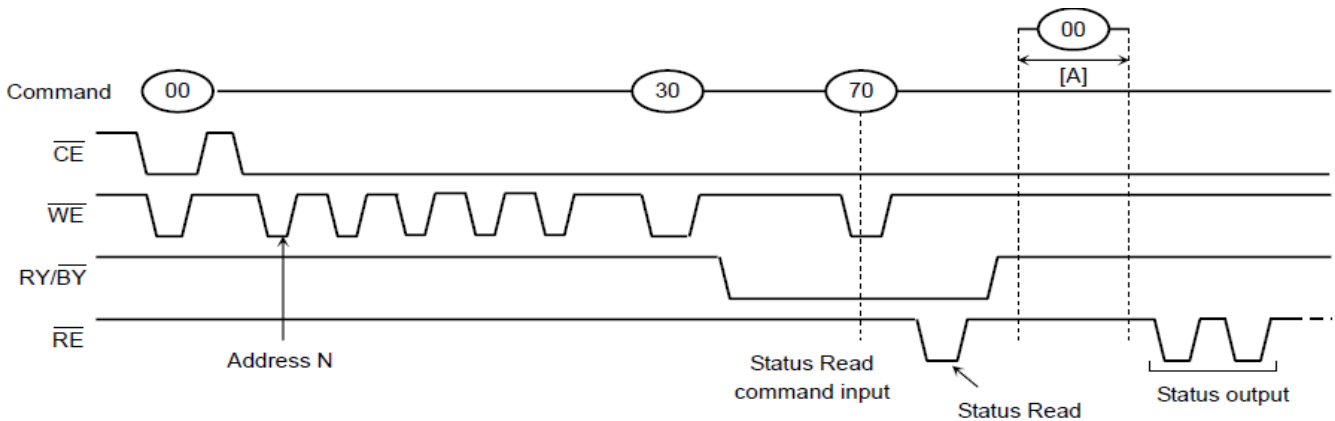 00
[A]
Command
00
30
70
CE
WE
RY/BY
RE
Address N
Status Read
command input
Status Read
Status output